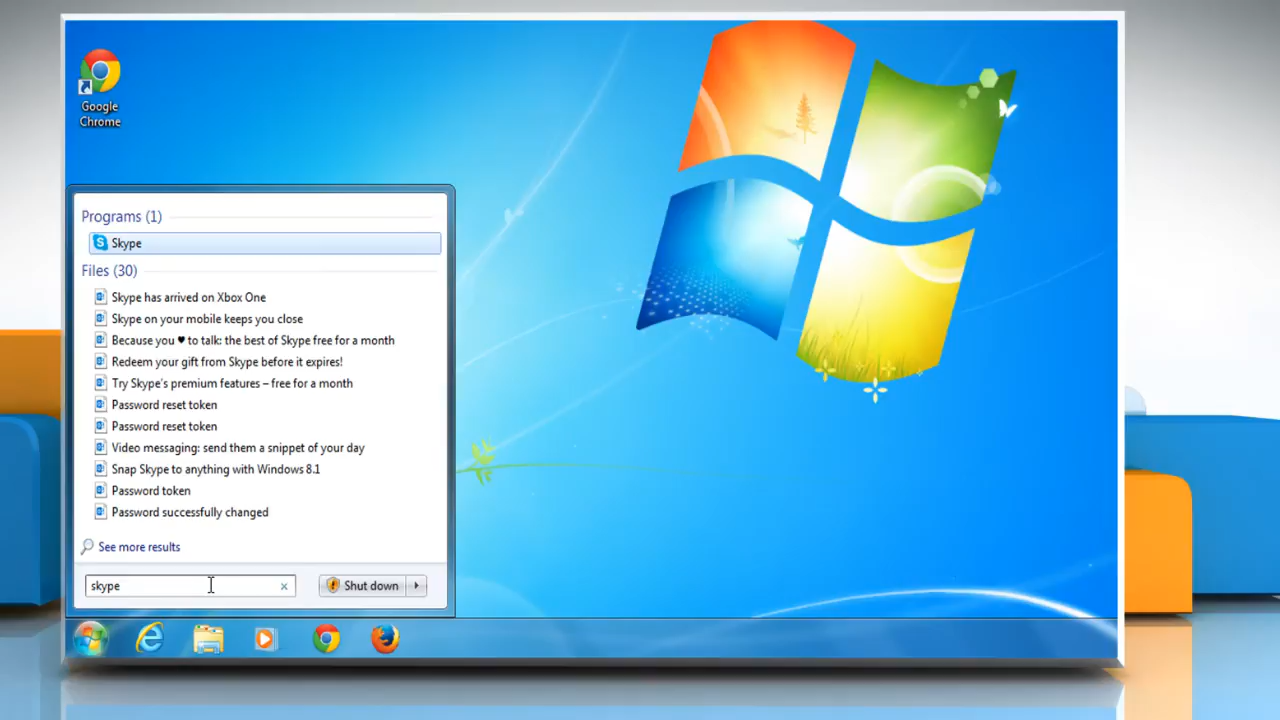 Google
Chrome
Programs (1)
Skype
Files (30)
Skype has arrived on Xbox One
Skype on your mobile keeps you close
Because you ♥ to talk: the best of Skype free for a month
Redeem your gift from Skype before it expires!
Try Skype's premium features – free for a month
Password reset token
Password reset token
Video messaging: send them a snippet of your day
Snap Skype to anything with Windows 8.1
Password token
Password successfully changed
See more results
skype
Shut down